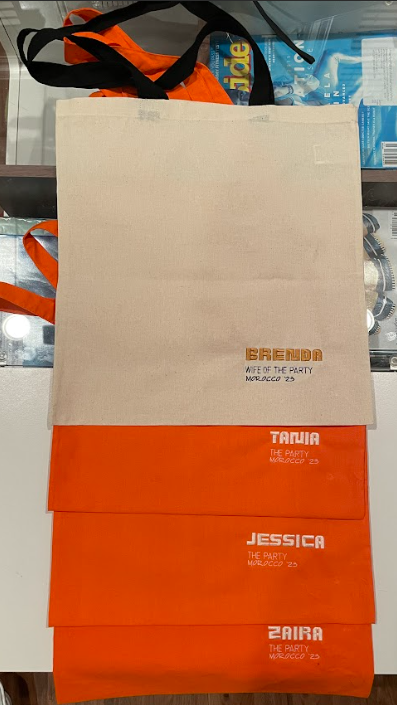 ide
BRENDA
WIFE OF THE PARTY
MOROCCO '23
TANIA
THE PARTY
MOROCCO '23
JESSICA
THE PARTY
MOROCCO '23
ZAIRA
THE PARTY
MOROCCO '23